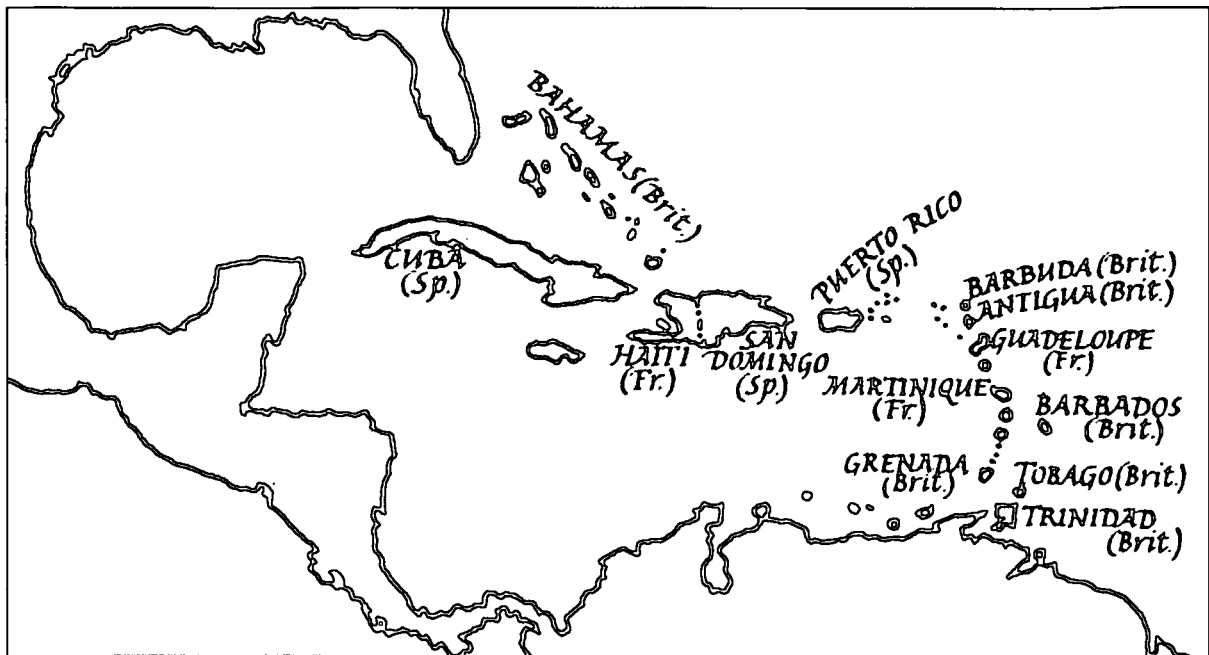 BAHAMAS (Brit.)
CUBA
(Sp.)
HAITI
(Fr.)
SAN
DOMINGO
(Sp.)
PUERTO RICO
(Sp.)
BARBUDA (Brit.)
ANTIGUA (Brit.)
GUADELOUPE
(Fr.)
MARTINIQUE
(Fr.)
BARBADOS
(Brit.)
GRENADA
(Brit.)
TOBAGO (Brit.)
TRINIDAD
(Brit.)